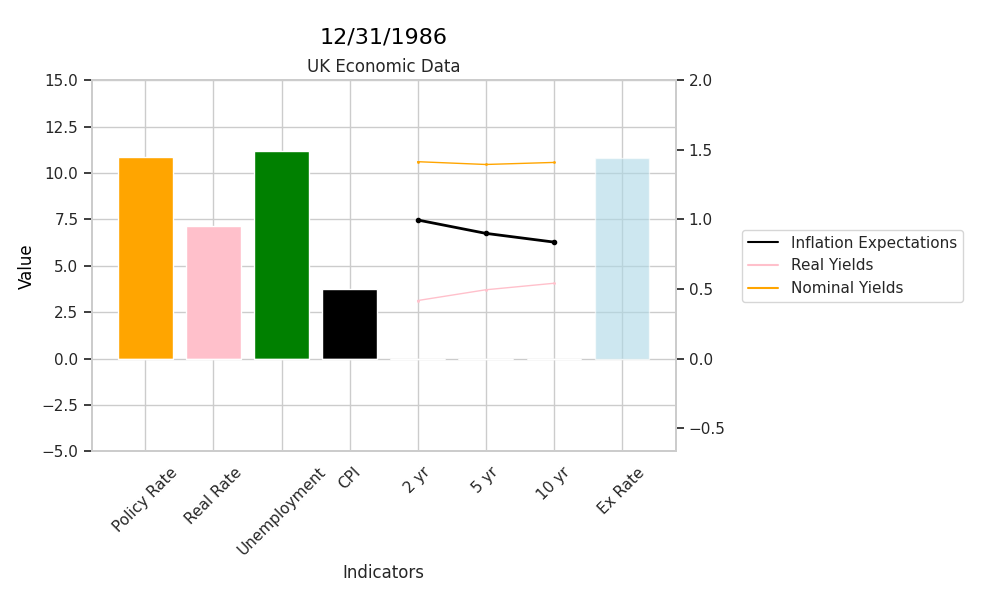 12/31/1986
UK Economic Data
15.0
12.5
10.0
7.5
5.0
2.5
0.0
−2.5
−5.0
Value
2.0
1.5
1.0
0.5
0.0
−0.5
Inflation Expectations
Real Yields
Nominal Yields
Policy Rate
Real Rate
Unemployment
CPI
2 yr
5 yr
10 yr
Ex Rate
Indicators